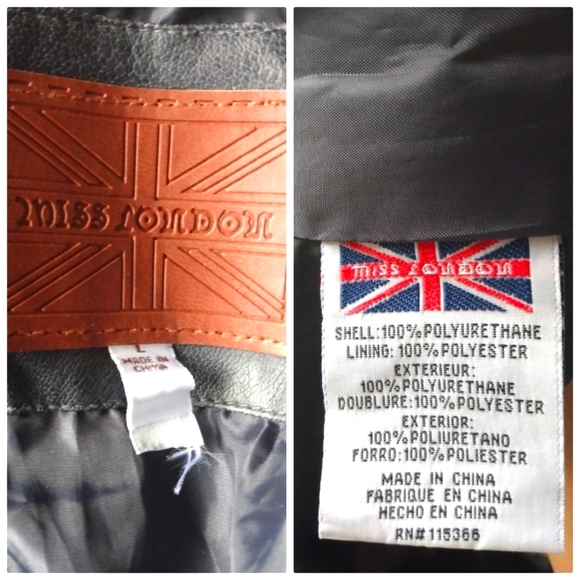 MISS LONDON
L
MADE IN
CHINA
MISS LONDON
SHELL:100%POLYURETHANE
LINING: 100%POLYESTER
EXTERIEUR:
100%POLYURETHANE
DOUBLURE:100%POLYESTER
EXTERIOR:
100%POLIURETANO
FORRO:100%POLIESTER
MADE IN CHINA
FABRIQUE EN CHINA
HECHO EN CHINA
RN#115366